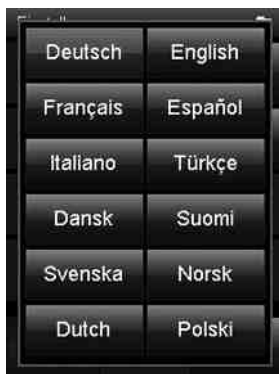 Deutsch English
Français Español
Italiano Türkçe
Dansk Suomi
Svenska Norsk
Dutch Polski